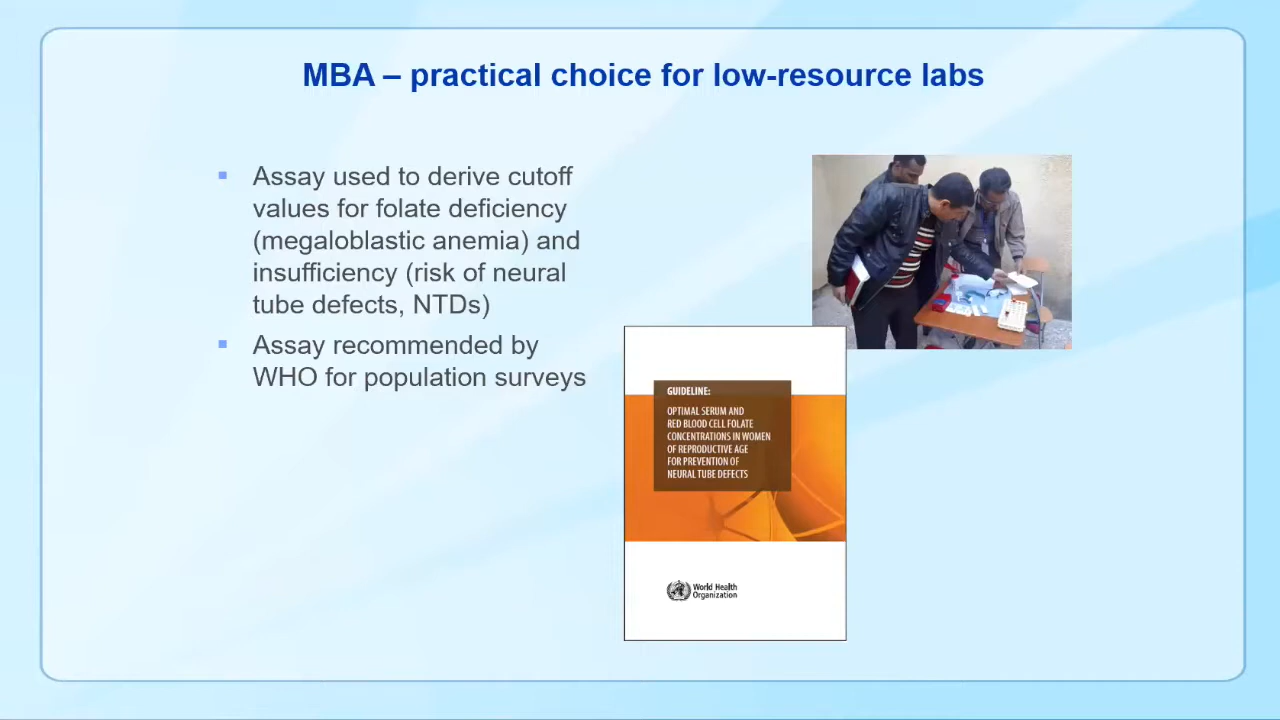 MBA – practical choice for low-resource labs
▪ Assay used to derive cutoff
values for folate deficiency
(megaloblastic anemia) and
insufficiency (risk of neural
tube defects, NTDs)
▪ Assay recommended by
WHO for population surveys
GUIDELINE:
OPTIMAL SERUM AND
RED BLOOD CELL FOLATE
CONCENTRATIONS IN WOMEN
OF REPRODUCTIVE AGE
FOR PREVENTION OF
NEURAL TUBE DEFECTS
World Health
Organization